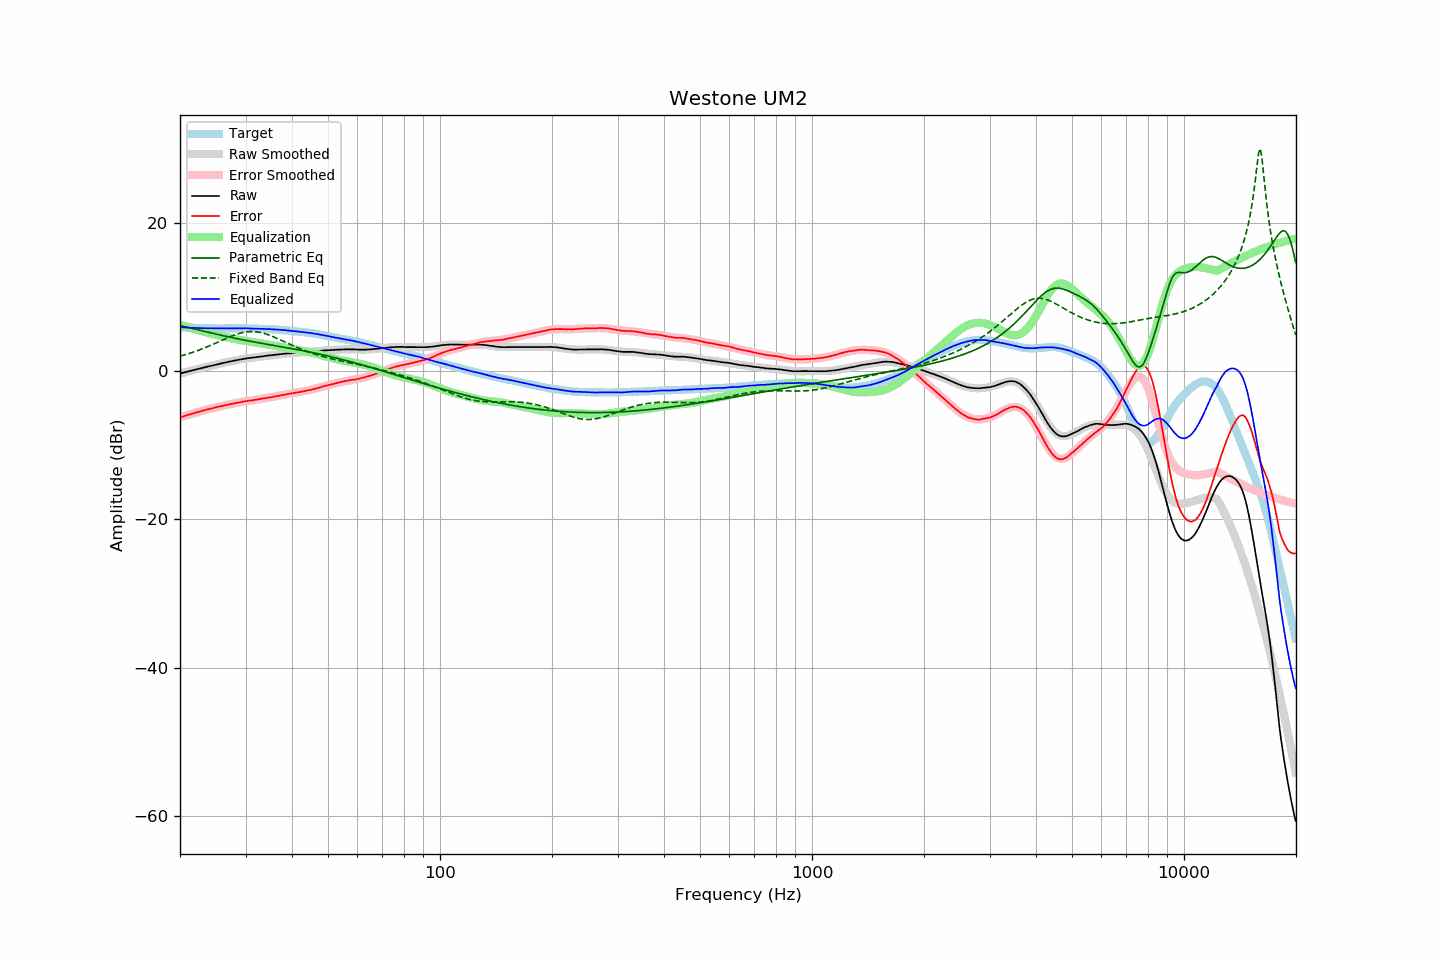 Westone UM2
Target
Raw Smoothed
Error Smoothed
Raw
Error
Equalization
Parametric Eq
Fixed Band Eq
Equalized
20
0
−20
−40
−60
Amplitude (dBr)
100
1000
10000
Frequency (Hz)